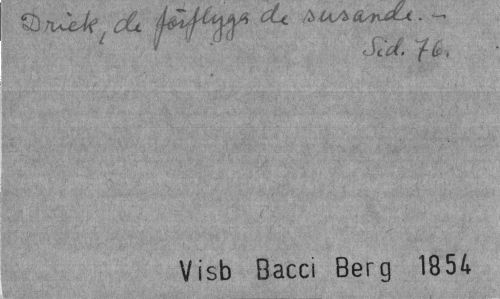 Drick, de förflyga de susande. –
Sid. 76.
Visb Bacci Berg 1854